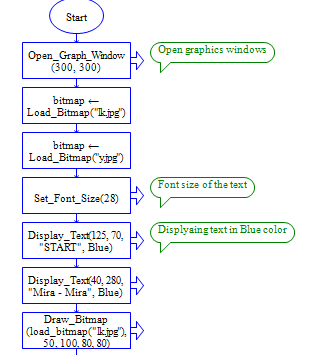 Start
Open_Graph_Window
(300, 300)
Open graphics windows
bitmap ←
Load_Bitmap("lk.jpg")
bitmap ←
Load_Bitmap("y.jpg")
Set_Font_Size(28)
Font size of the text
Display_Text(125, 70,
"START", Blue)
Displyaing text in Blue color
Display_Text(40, 280,
"Mira - Mira", Blue)
Draw_Bitmap
(load_bitmap("lk.jpg"),
50, 100, 80, 80)